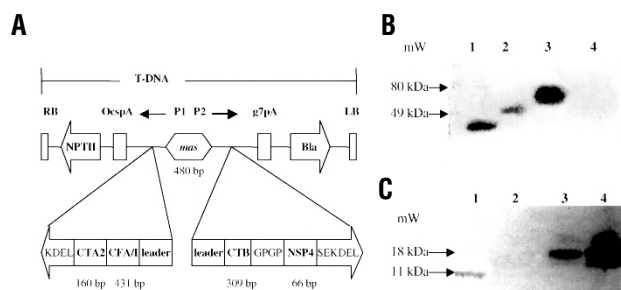 A
T-DNA
RB OcspA P1 P2 g7pA LB
NPTII mas Bla
480 bp
KDEL CTA2 CFA/I leader
160 bp 431 bp
leader CTB GPGP NSP4 SEKDEL
309 bp 66 bp
B
mW 1 2 3 4
80 kDa
49 kDa
C
mW 1 2 3 4
18 kDa
11 kDa